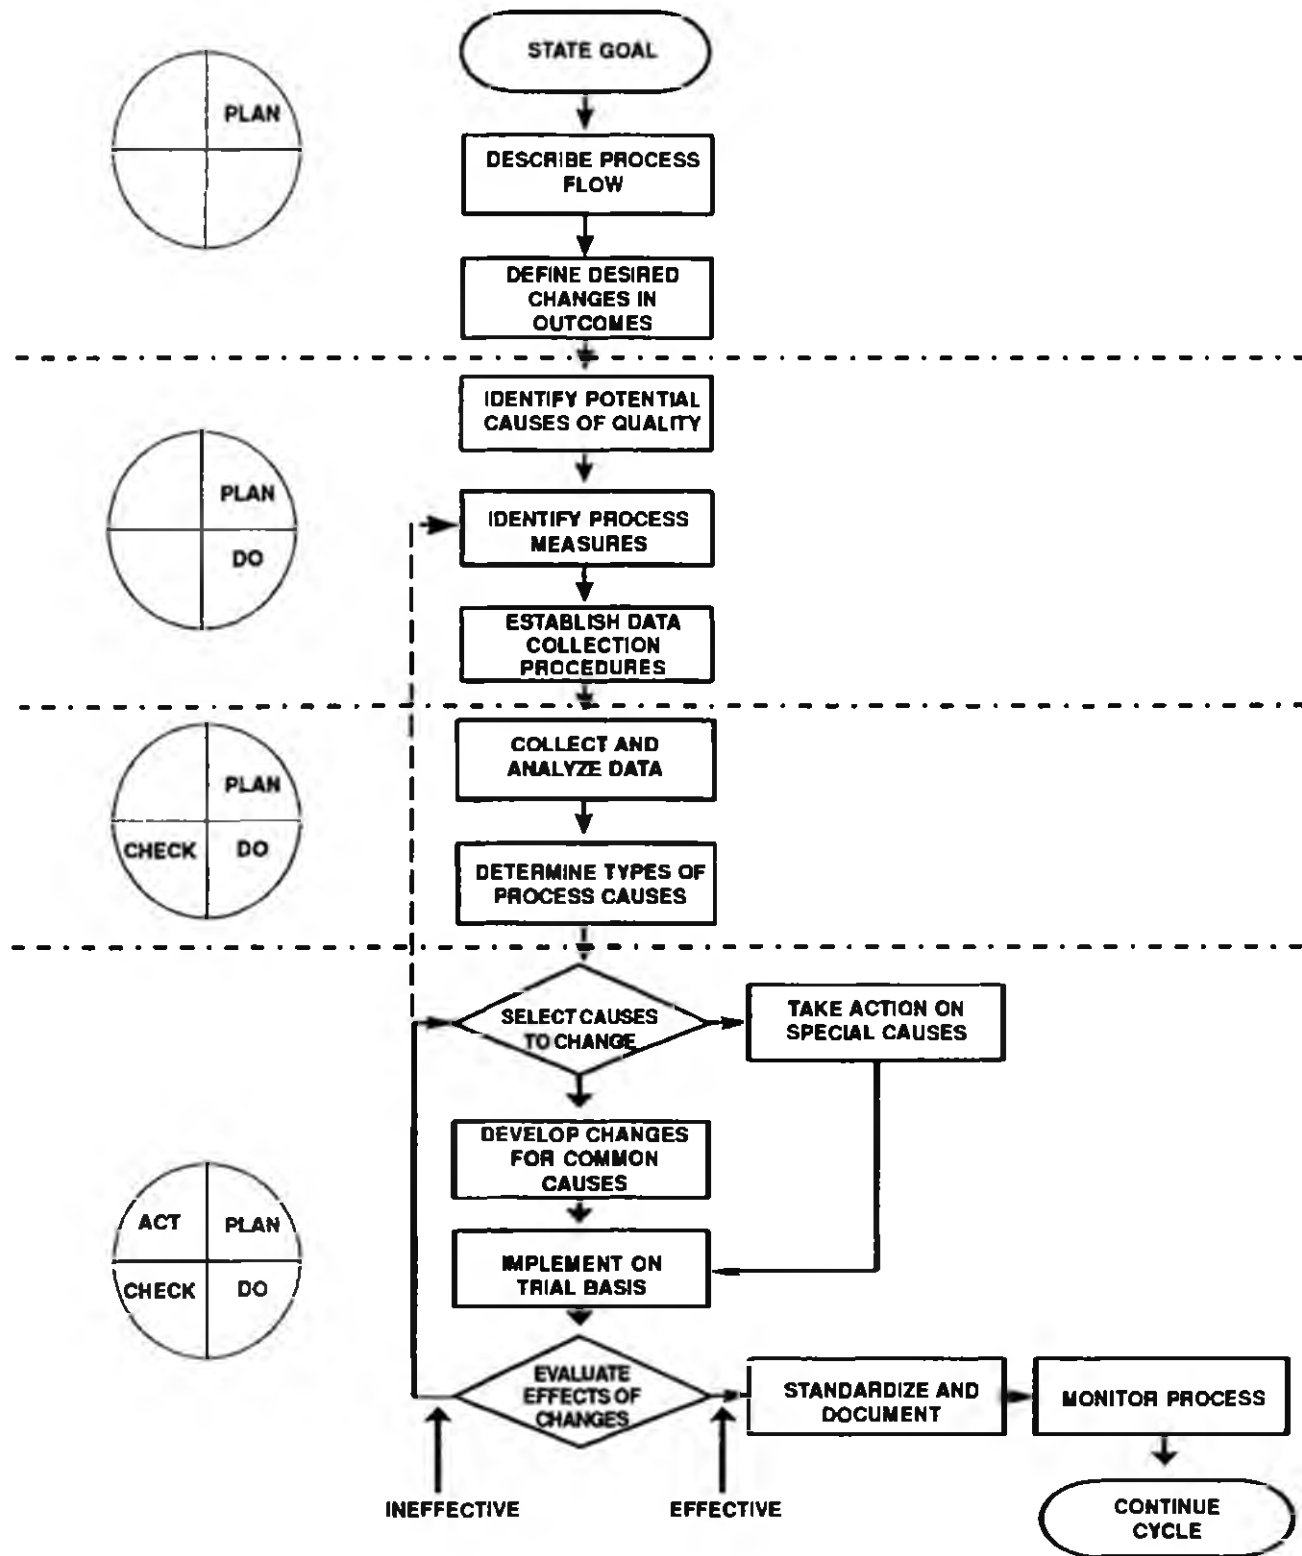 STATE GOAL
PLAN
DESCRIBE PROCESS
FLOW
DEFINE DESIRED
CHANGES IN
OUTCOMES
IDENTIFY POTENTIAL
CAUSES OF QUALITY
PLAN
DO
IDENTIFY PROCESS
MEASURES
ESTABLISH DATA
COLLECTION
PROCEDURES
COLLECT AND
ANALYZE DATA
PLAN
CHECK
DO
DETERMINE TYPES OF
PROCESS CAUSES
SELECT CAUSES
TO CHANGE
TAKE ACTION ON
SPECIAL CAUSES
DEVELOP CHANGES
FOR COMMON
CAUSES
ACT
PLAN
CHECK
DO
IMPLEMENT ON
TRIAL BASIS
EVALUATE
EFFECTS OF
CHANGES
STANDARDIZE AND
DOCUMENT
MONITOR PROCESS
INEFFECTIVE
EFFECTIVE
CONTINUE
CYCLE